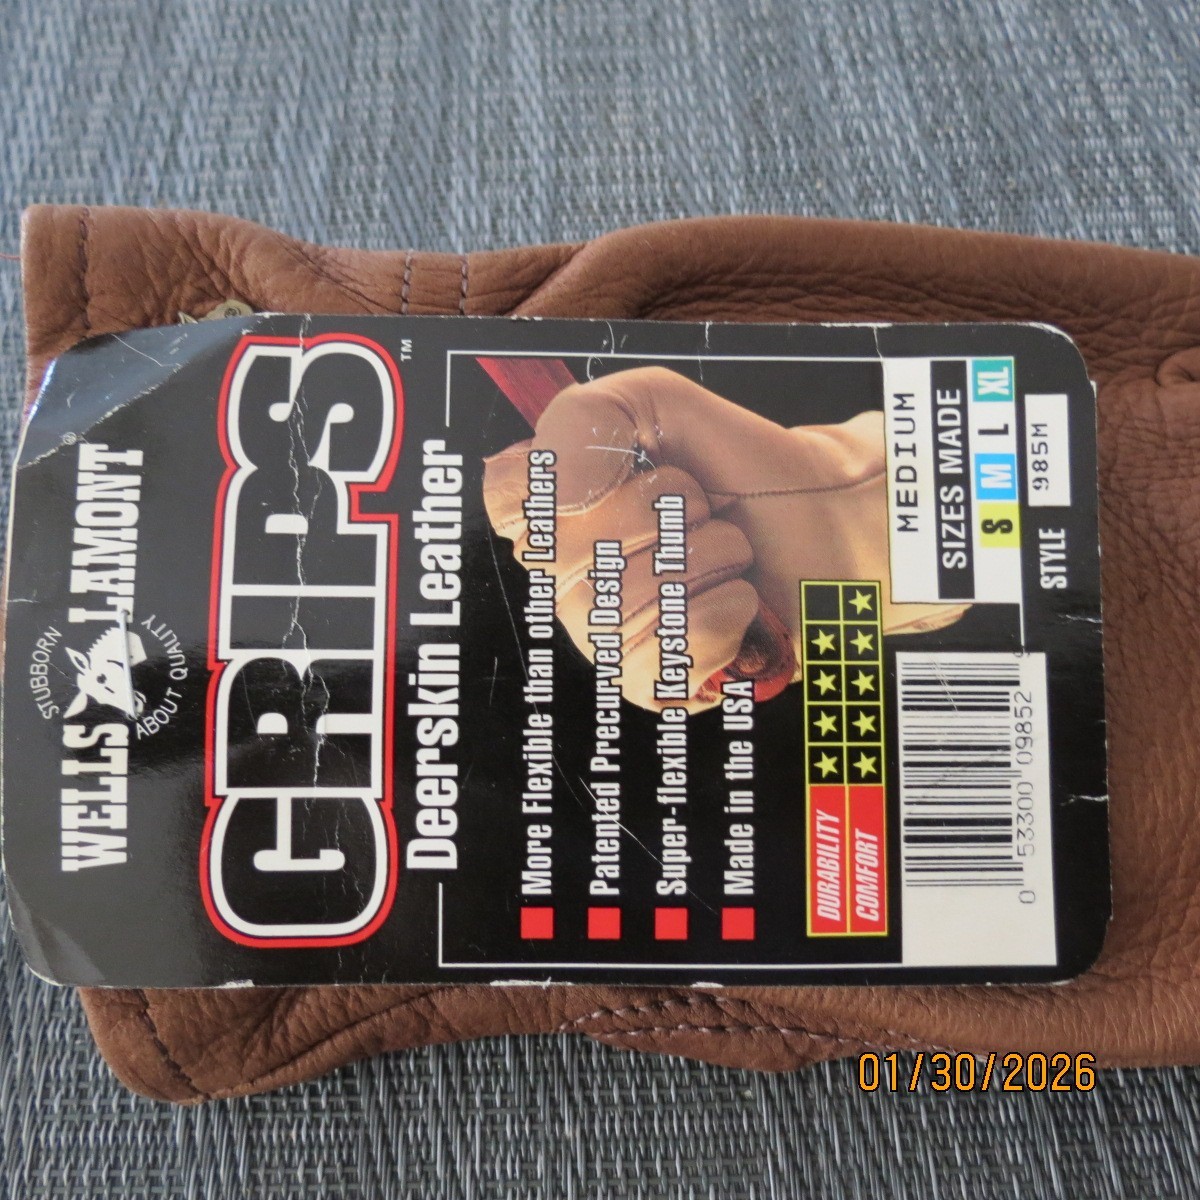 STUBBORN
WELLS LAMONT®
ABOUT QUALITY
GRIPS™
Deerskin Leather
More Flexible than other Leathers
Patented Precurved Design
Super-flexible Keystone Thumb
Made in the USA
DURABILITY
COMFORT
MEDIUM
SIZES MADE
S M L XL
STYLE 985M
0 53300 09852
01/30/2026